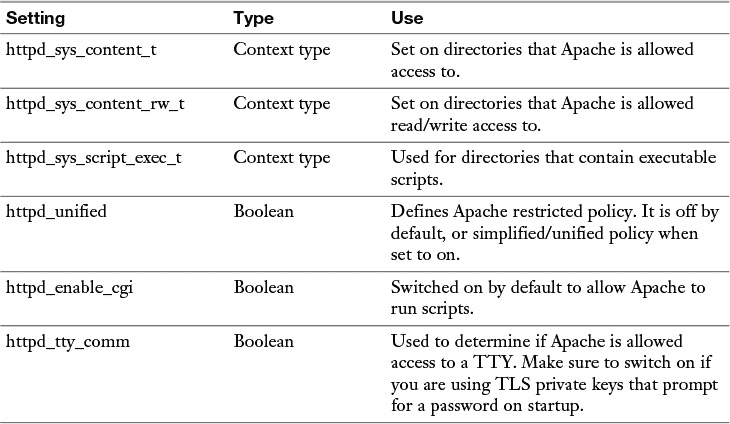 Setting Type Use
httpd_sys_content_t Context type Set on directories that Apache is allowed
access to.
httpd_sys_content_rw_t Context type Set on directories that Apache is allowed
read/write access to.
httpd_sys_script_exec_t Context type Used for directories that contain executable
scripts.
httpd_unified Boolean Defines Apache restricted policy. It is off by
default, or simplified/unified policy when
set to on.
httpd_enable_cgi Boolean Switched on by default to allow Apache to
run scripts.
httpd_tty_comm Boolean Used to determine if Apache is allowed
access to a TTY. Make sure to switch on if
you are using TLS private keys that prompt
for a password on startup.